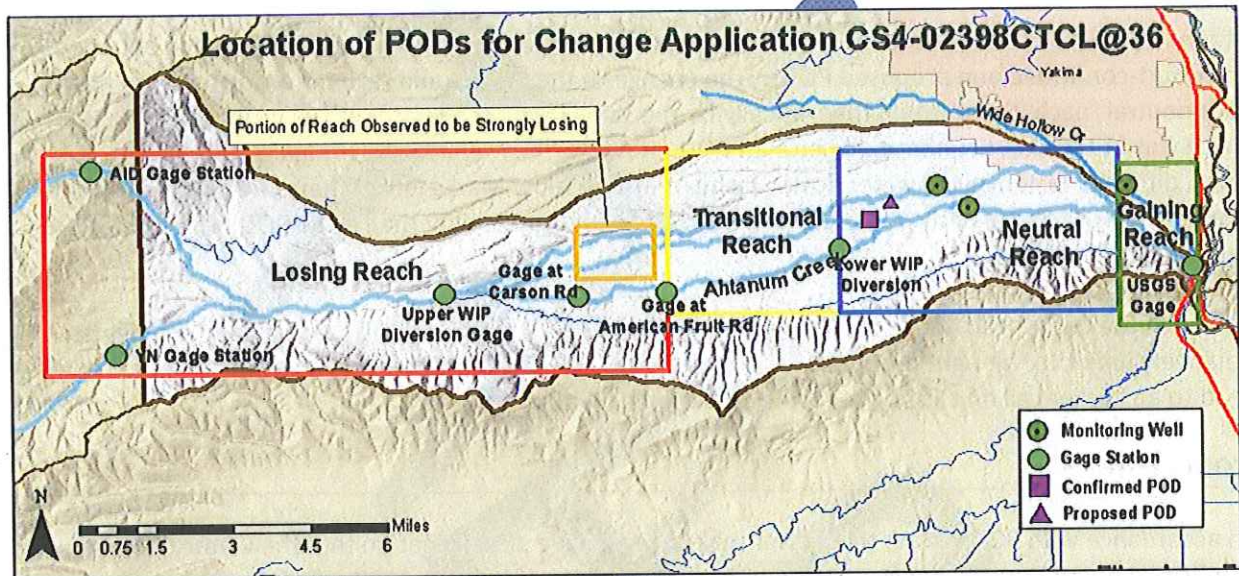 Location of PODs for Change Application CS4-02398CTCL@36
Yakima
Portion of Reach Observed to be Strongly Losing
Wide Hollow Cr
AID Gage Station
Transitional
Reach
Gaining
Reach
Neutral
Reach
Losing Reach
Gage at
Carson Rd
Ahtanum Creek
Lower WIP
Diversion
USGS
Gage
Upper WIP
Diversion Gage
Gage at
American Fruit Rd
YN Gage Station
Monitoring Well
Gage Station
Confirmed POD
Proposed POD
N
Miles
0 0.75 1.5 3 4.5 6